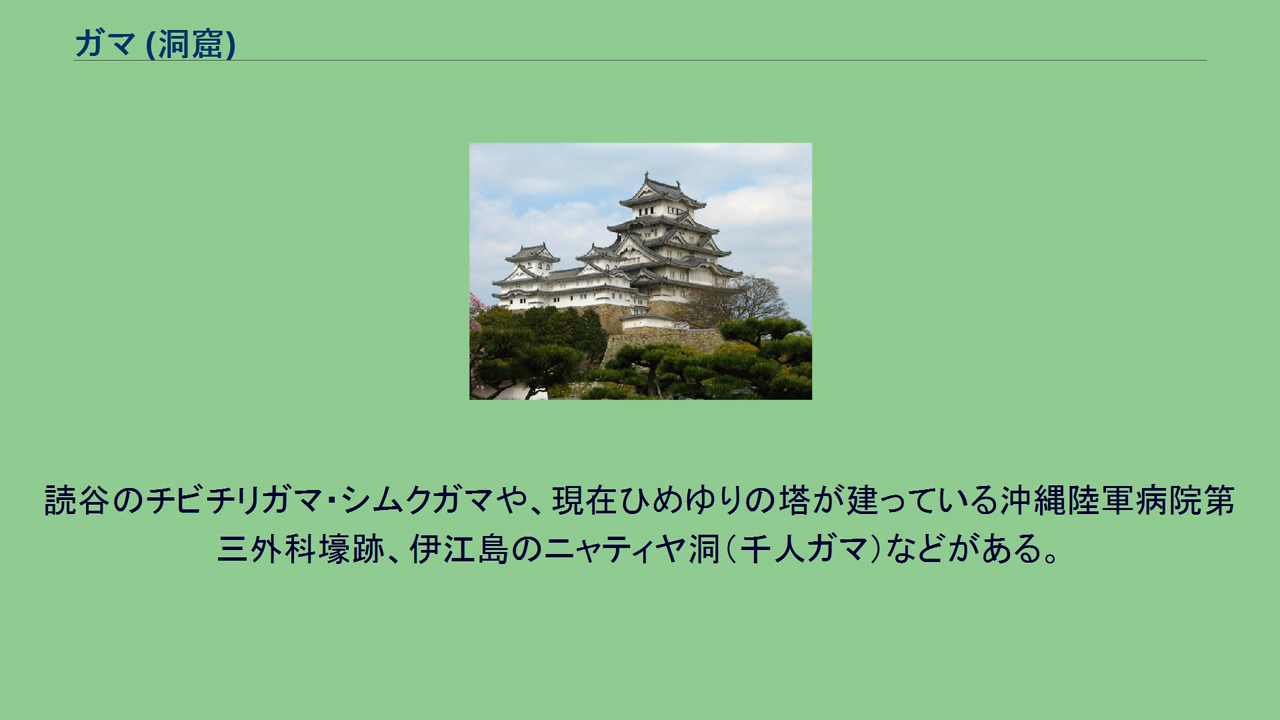 ガマ (洞窟)
読谷のチビチリガマ・シムクガマや、現在ひめゆりの塔が建っている沖縄陸軍病院第
三外科壕跡、伊江島のニャティヤ洞（千人ガマ）などがある。